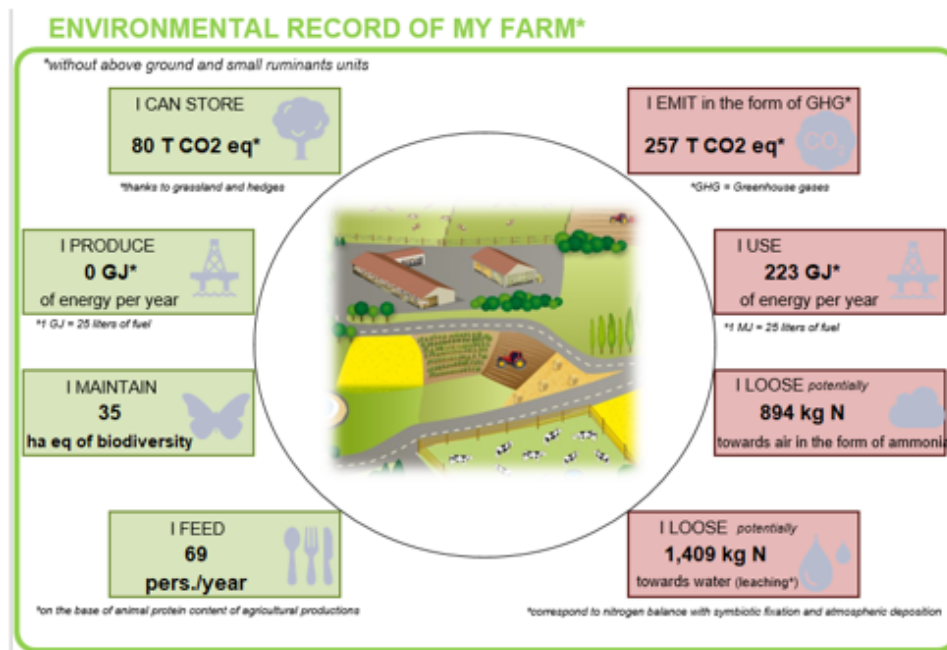 ENVIRONMENTAL RECORD OF MY FARM*
*without above ground and small ruminants units
I CAN STORE
80 T CO2 eq*
*thanks to grassland and hedges
I EMIT in the form of GHG*
257 T CO2 eq*
CO2
*GHG = Greenhouse gases
I PRODUCE
0 GJ*
of energy per year
*1 GJ = 25 liters of fuel
I USE
223 GJ*
of energy per year
*1 MJ = 25 liters of fuel
I MAINTAIN
35
ha eq of biodiversity
I LOOSE potentially
894 kg N
towards air in the form of ammonia
I FEED
69
pers./year
*on the base of animal protein content of agricultural productions
I LOOSE potentially
1,409 kg N
towards water (leaching*)
*correspond to nitrogen balance with symbiotic fixation and atmospheric deposition